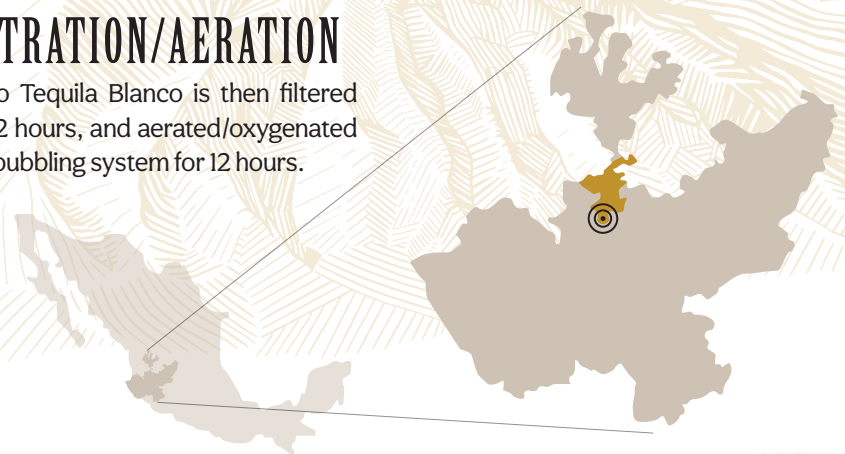 TRATION/AERATION
o Tequila Blanco is then filtered
2 hours, and aerated/oxygenated
bubbling system for 12 hours.